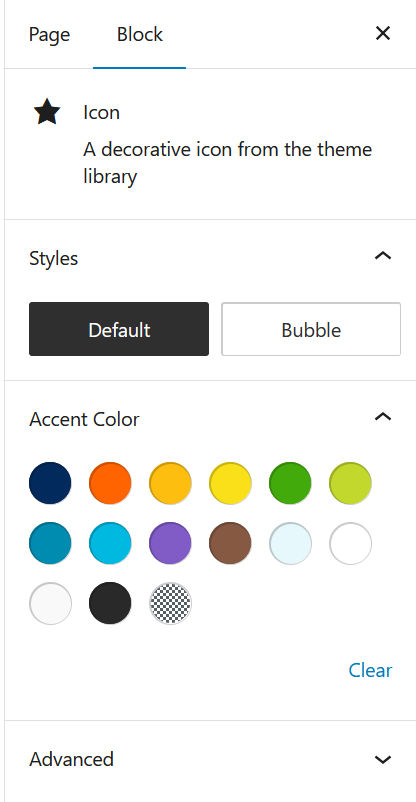 Page Block
Icon
A decorative icon from the theme
library
Styles
Default Bubble
Accent Color
Clear
Advanced